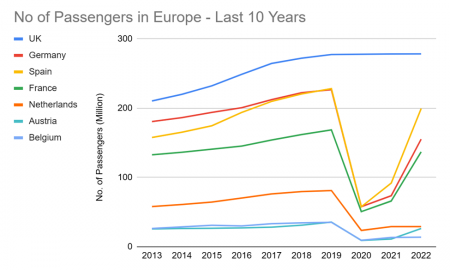 No of Passengers in Europe - Last 10 Years
UK
Germany
Spain
France
Netherlands
Austria
Belgium
No. of Passengers (Million)
300
200
100
0
2013 2014 2015 2016 2017 2018 2019 2020 2021 2022